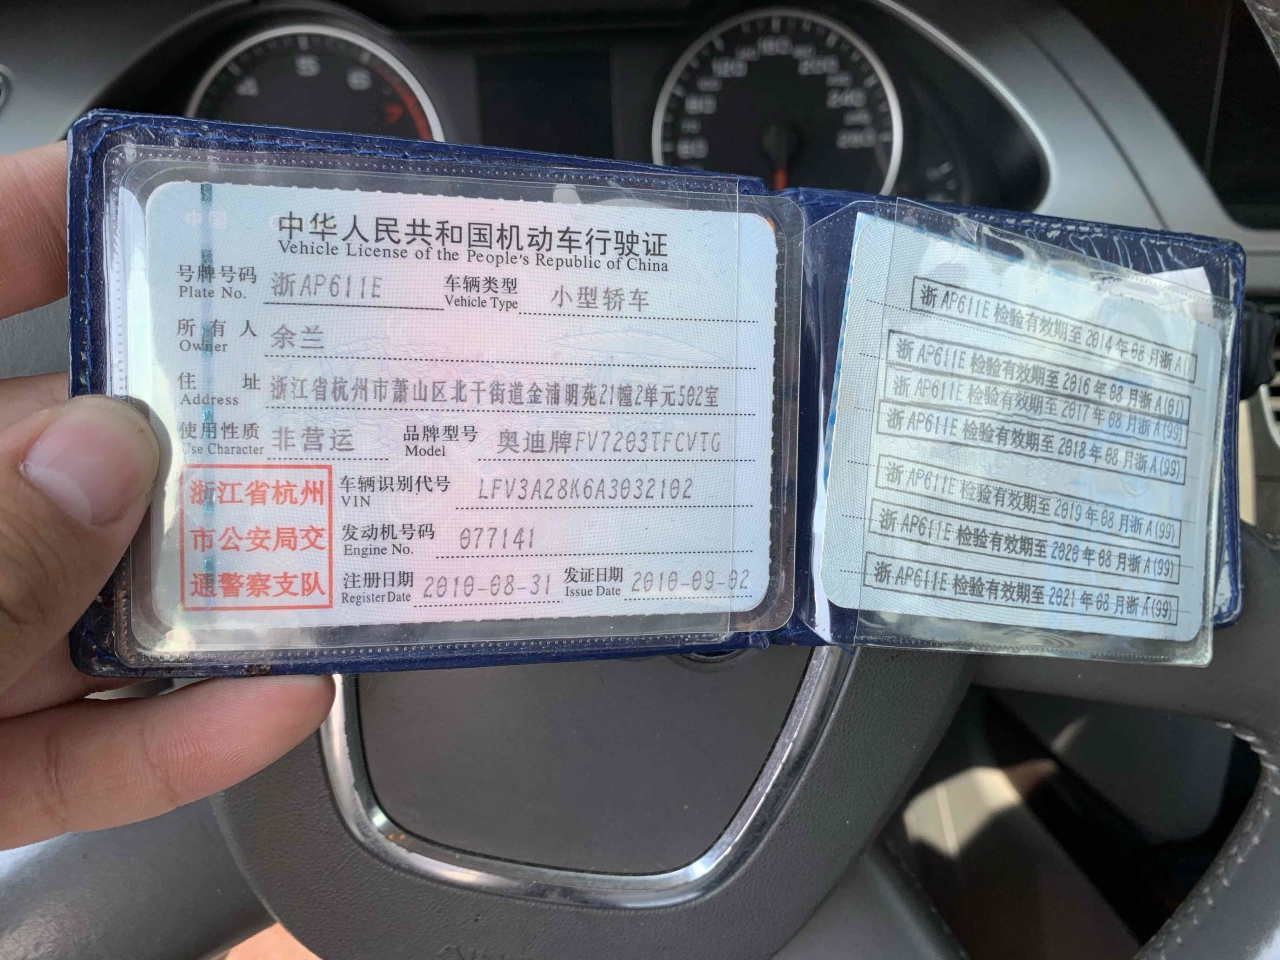 中国
中华人民共和国机动车行驶证
Vehicle License of the People's Republic of China
号牌号码 浙AP611E 车辆类型 小型轿车
Plate No. Vehicle Type
所有人 余兰
Owner
住址 浙江省杭州市萧山区北干街道金浦明苑21幢2单元502室
Address
使用性质 非营运 品牌型号 奥迪牌FV7203TFCVTG
Use Character Model
浙江省杭州
市公安局交
通警察支队
车辆识别代号 LFV3A28K6A3032102
VIN
发动机号码 077141
Engine No.
注册日期 2010-08-31 发证日期 2010-09-02
Register Date Issue Date
浙AP611E 检验有效期至2014年08月浙A()
浙AP611E 检验有效期至2016年08月浙A(01)
浙AP611E 检验有效期至2017年08月浙A(99)
浙AP611E 检验有效期至2018年08月浙A(99)
浙AP611E 检验有效期至2019年08月浙A(99)
浙AP611E 检验有效期至2020年08月浙A(99)
浙AP611E 检验有效期至2021年08月浙A(99)
4 5 6 7
80 120 160 200 240